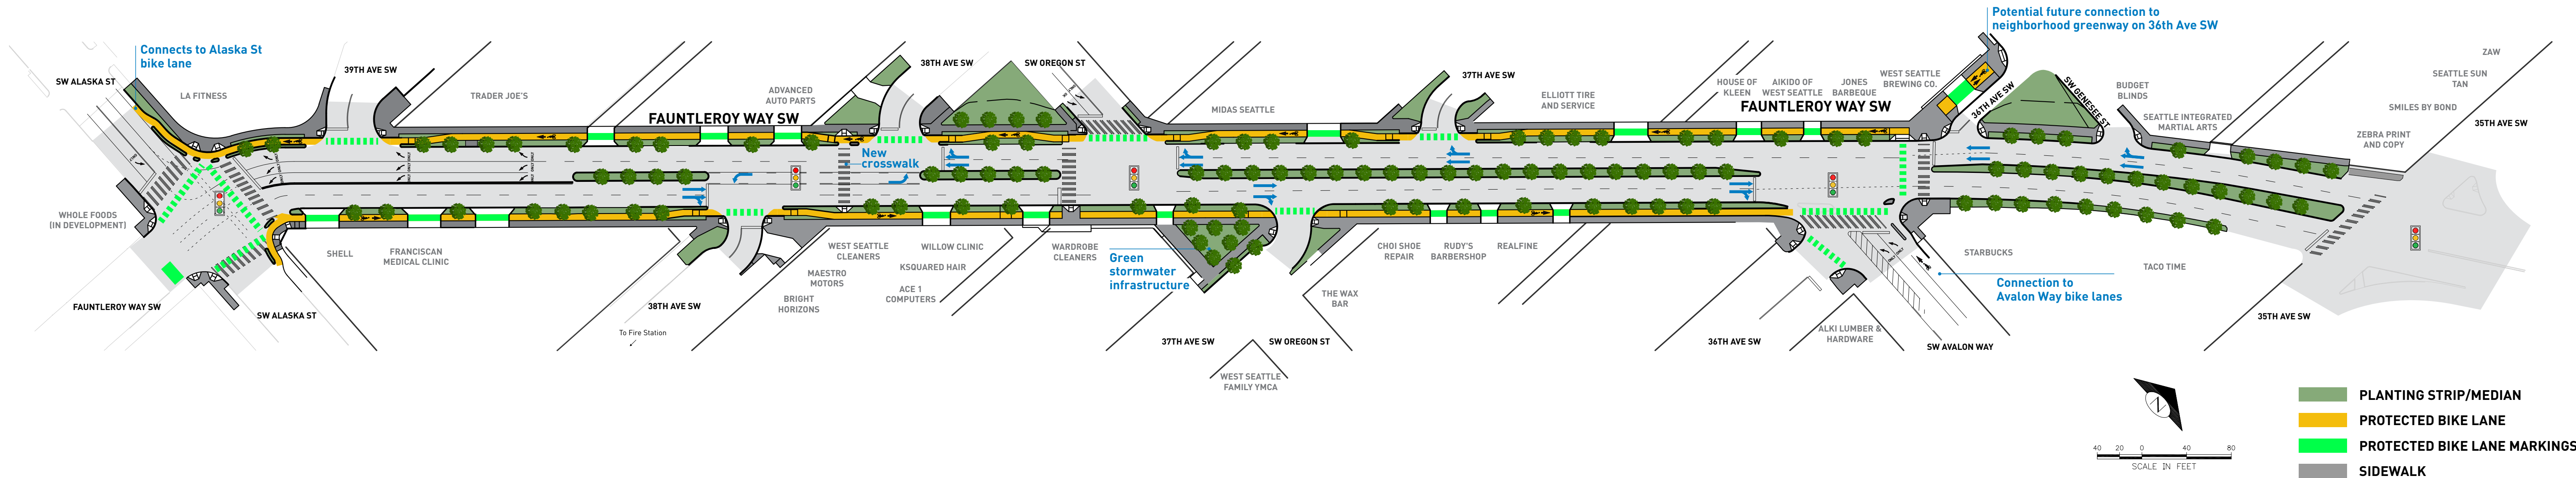 Potential future connection to
neighborhood greenway on 36th Ave SW
Connects to Alaska St
bike lane
SW ALASKA ST
LA FITNESS
39TH AVE SW
TRADER JOE'S
ADVANCED
AUTO PARTS
FAUNTLEROY WAY SW
38TH AVE SW
SW OREGON ST
MIDAS SEATTLE
37TH AVE SW
ELLIOTT TIRE
AND SERVICE
HOUSE OF
KLEEN
AIKIDO OF
WEST SEATTLE
JONES
BARBEQUE
WEST SEATTLE
BREWING CO.
FAUNTLEROY WAY SW
36TH AVE SW
SW GENESEE ST
BUDGET
BLINDS
SEATTLE INTEGRATED
MARTIAL ARTS
ZAW
SEATTLE SUN
TAN
SMILES BY BOND
35TH AVE SW
ZEBRA PRINT
AND COPY
New
crosswalk
WHOLE FOODS
(IN DEVELOPMENT)
SHELL
FRANCISCAN
MEDICAL CLINIC
FAUNTLEROY WAY SW
SW ALASKA ST
38TH AVE SW
To Fire Station
BRIGHT
HORIZONS
MAESTRO
MOTORS
WEST SEATTLE
CLEANERS
ACE 1
COMPUTERS
KSQUARED HAIR
WILLOW CLINIC
WARDROBE
CLEANERS
Green
stormwater
infrastructure
37TH AVE SW
SW OREGON ST
WEST SEATTLE
FAMILY YMCA
THE WAX
BAR
CHOI SHOE
REPAIR
RUDY'S
BARBERSHOP
REALFINE
36TH AVE SW
ALKI LUMBER &
HARDWARE
SW AVALON WAY
STARBUCKS
Connection to
Avalon Way bike lanes
TACO TIME
35TH AVE SW
N
40 20 0 40 80
SCALE IN FEET
PLANTING STRIP/MEDIAN
PROTECTED BIKE LANE
PROTECTED BIKE LANE MARKINGS
SIDEWALK